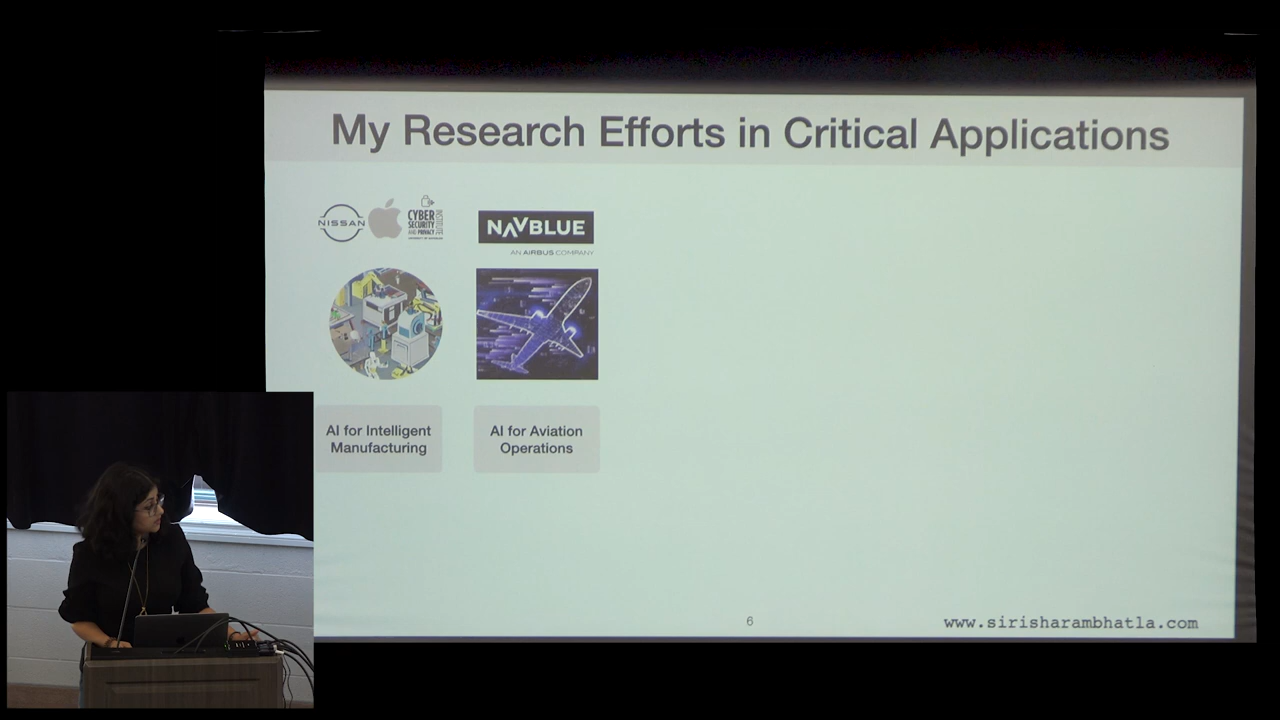 My Research Efforts in Critical Applications
NISSAN
CYBER
SECURITY
AND PRIVACY
INSTITUTE
NAVBLUE
AN AIRBUS COMPANY
AI for Intelligent
Manufacturing
AI for Aviation
Operations
6
www.sirisharambhatla.com